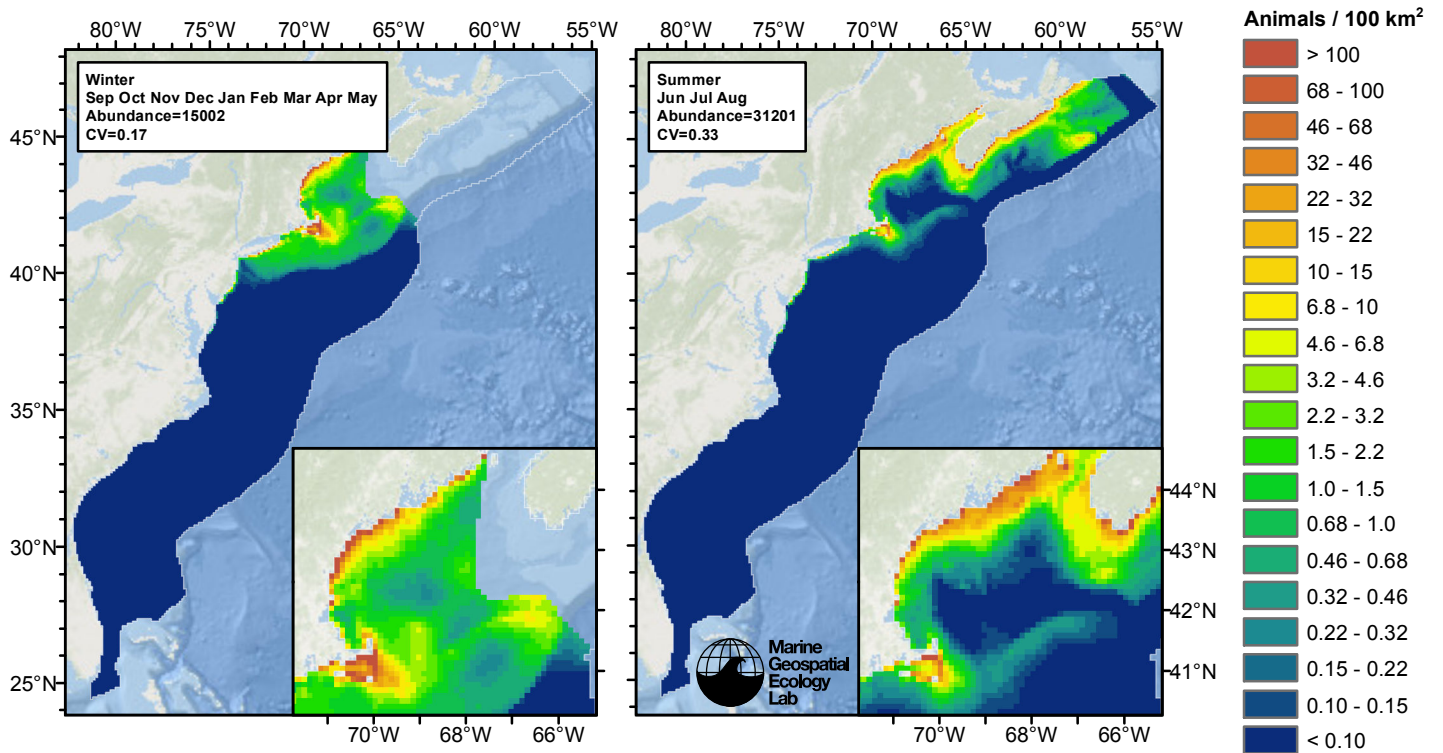 80°W 75°W 70°W 65°W 60°W 55°W
80°W 75°W 70°W 65°W 60°W 55°W
Animals / 100 km²
Winter
Sep Oct Nov Dec Jan Feb Mar Apr May
Abundance=15002
CV=0.17
Summer
Jun Jul Aug
Abundance=31201
CV=0.33
45°N
40°N
35°N
30°N
25°N
44°N
43°N
42°N
41°N
70°W 68°W 66°W
70°W 68°W 66°W
Marine
Geospatial
Ecology
Lab
> 100
68 - 100
46 - 68
32 - 46
22 - 32
15 - 22
10 - 15
6.8 - 10
4.6 - 6.8
3.2 - 4.6
2.2 - 3.2
1.5 - 2.2
1.0 - 1.5
0.68 - 1.0
0.46 - 0.68
0.32 - 0.46
0.22 - 0.32
0.15 - 0.22
0.10 - 0.15
< 0.10